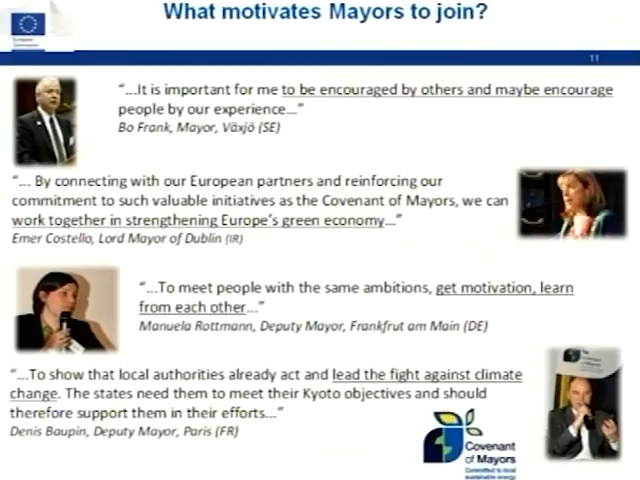 What motivates Mayors to join?
European
Commission
11
“...It is important for me to be encouraged by others and maybe encourage
people by our experience...”
Bo Frank, Mayor, Växjö (SE)
“... By connecting with our European partners and reinforcing our
commitment to such valuable initiatives as the Covenant of Mayors, we can
work together in strengthening Europe's green economy...”
Emer Costello, Lord Mayor of Dublin (IR)
“...To meet people with the same ambitions, get motivation, learn
from each other...”
Manuela Rottmann, Deputy Mayor, Frankfrut am Main (DE)
“...To show that local authorities already act and lead the fight against climate
change. The states need them to meet their Kyoto objectives and should
therefore support them in their efforts...”
Denis Baupin, Deputy Mayor, Paris (FR)
Covenant
of Mayors
Committed to local
sustainable energy